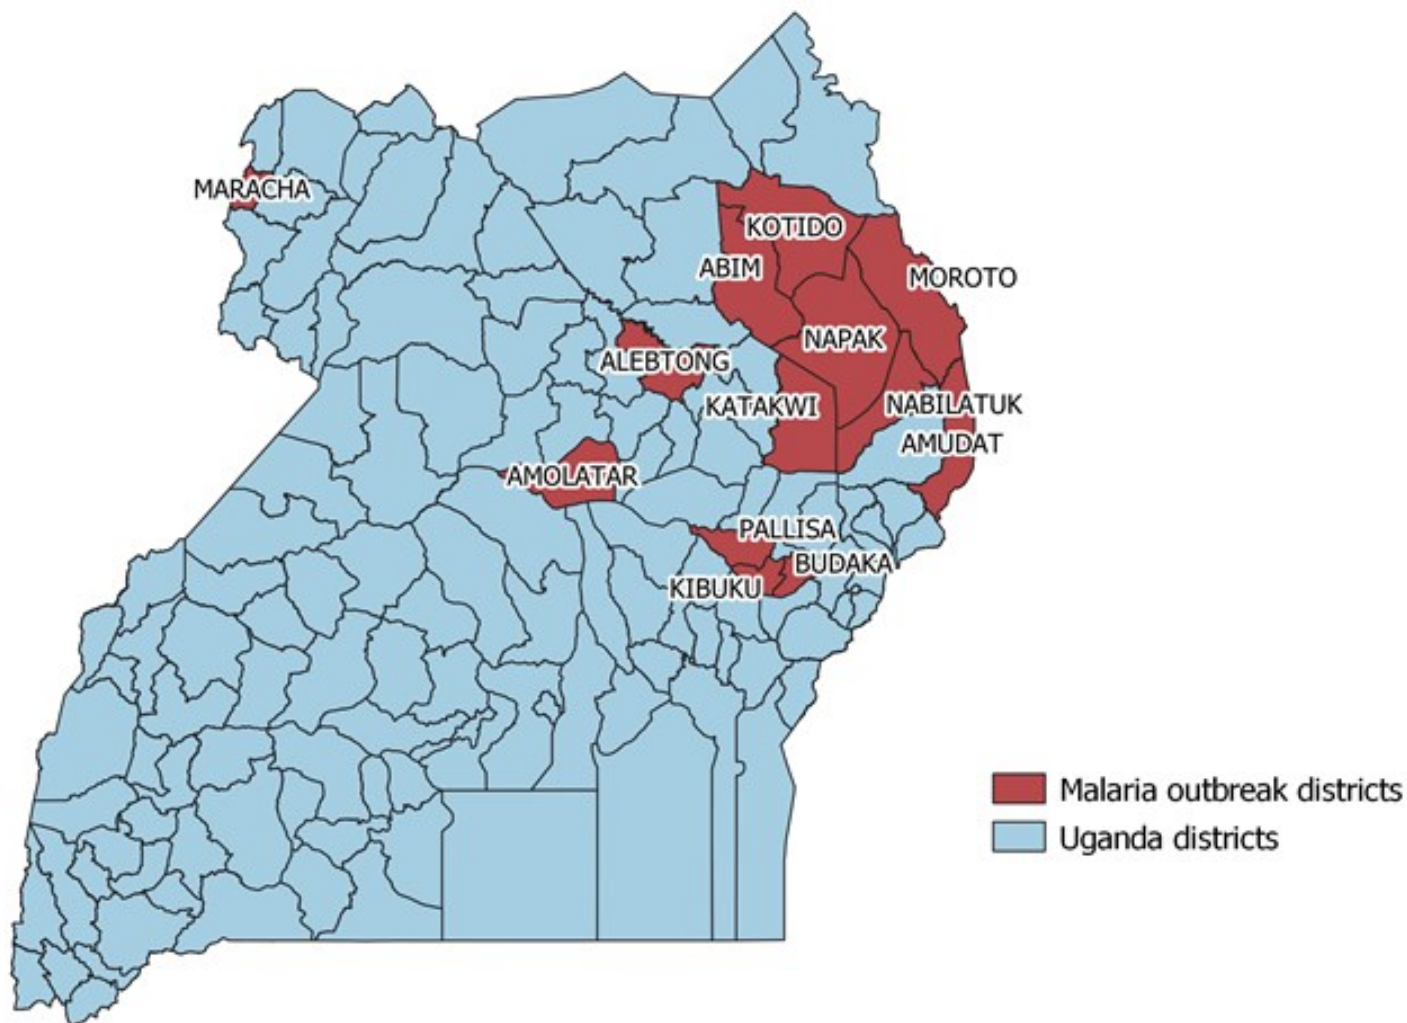 MARACHA
KOTIDO
ABIM
MOROTO
NAPAK
ALEBTONG
KATAKWI
NABILATUK
AMUDAT
AMOLATAR
PALLISA
BUDAKA
KIBUKU
Malaria outbreak districts
Uganda districts